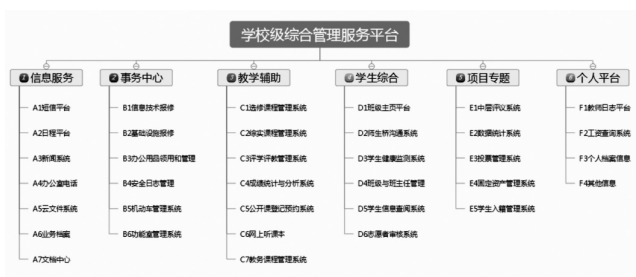 学校级综合管理服务平台
1信息服务
2事务中心
3教学辅助
4学生综合
5项目专题
6个人平台
A1短信平台
A2日程平台
A3新闻系统
A4办公室电话
A5云文件系统
A6业务档案
A7文档中心
B1信息技术报修
B2基础设施报修
B3办公用品领用和管理
B4安全日志管理
B5机动车管理系统
B6功能室管理系统
C1选修课程管理系统
C2综实课程管理系统
C3评学评教管理系统
C4成绩统计与分析系统
C5公开课登记预约系统
C6网上听课本
C7教务课程管理系统
D1班级主页平台
D2师生桥沟通系统
D3学生健康监测系统
D4班级与班主任管理
D5学生信息查阅系统
D6志愿者审核系统
E1中层评议系统
E2数据统计系统
E3投票管理系统
E4固定资产管理系统
E5学生入籍管理系统
F1教师日志平台
F2工资查询系统
F3个人档案信息
F4其他信息